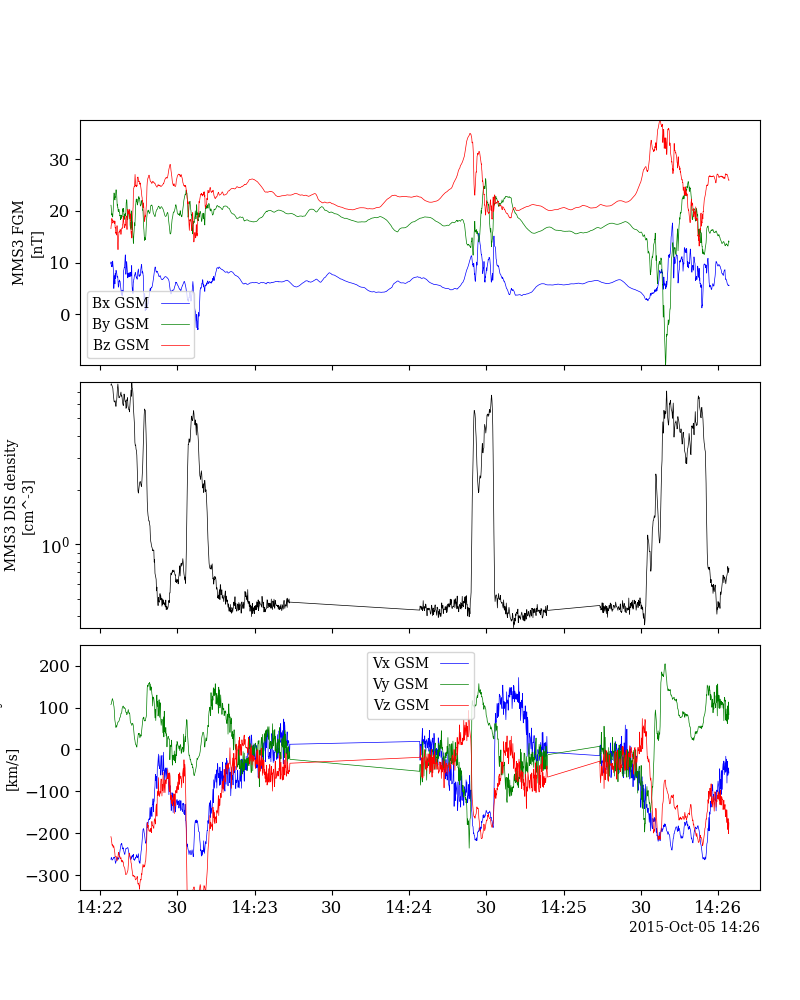 MMS3 FGM
[nT]
30
20
10
0
Bx GSM
By GSM
Bz GSM
MMS3 DIS density
[cm^-3]
10^0
[km/s]
200
100
0
−100
−200
−300
Vx GSM
Vy GSM
Vz GSM
14:22
30
14:23
30
14:24
30
14:25
30
14:26
2015-Oct-05 14:26